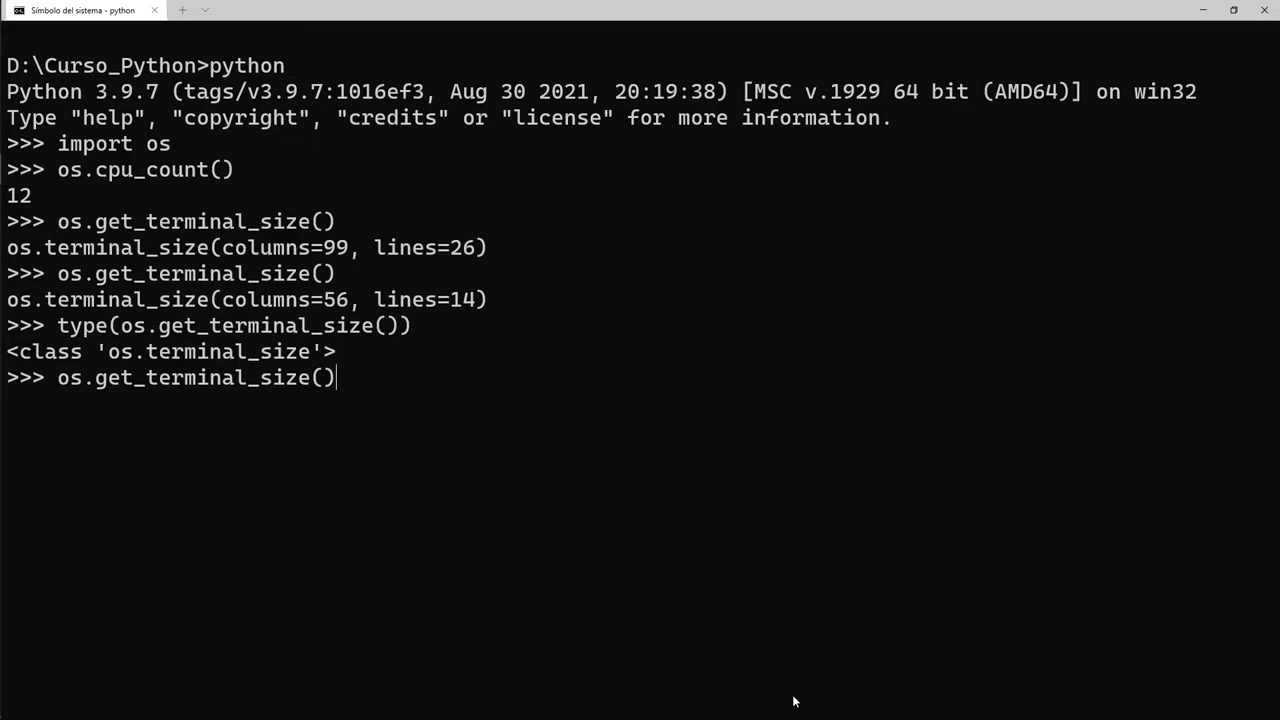 Símbolo del sistema - python
D:\Curso_Python>python
Python 3.9.7 (tags/v3.9.7:1016ef3, Aug 30 2021, 20:19:38) [MSC v.1929 64 bit (AMD64)] on win32
Type "help", "copyright", "credits" or "license" for more information.
>>> import os
>>> os.cpu_count()
12
>>> os.get_terminal_size()
os.terminal_size(columns=99, lines=26)
>>> os.get_terminal_size()
os.terminal_size(columns=56, lines=14)
>>> type(os.get_terminal_size())
<class 'os.terminal_size'>
>>> os.get_terminal_size()